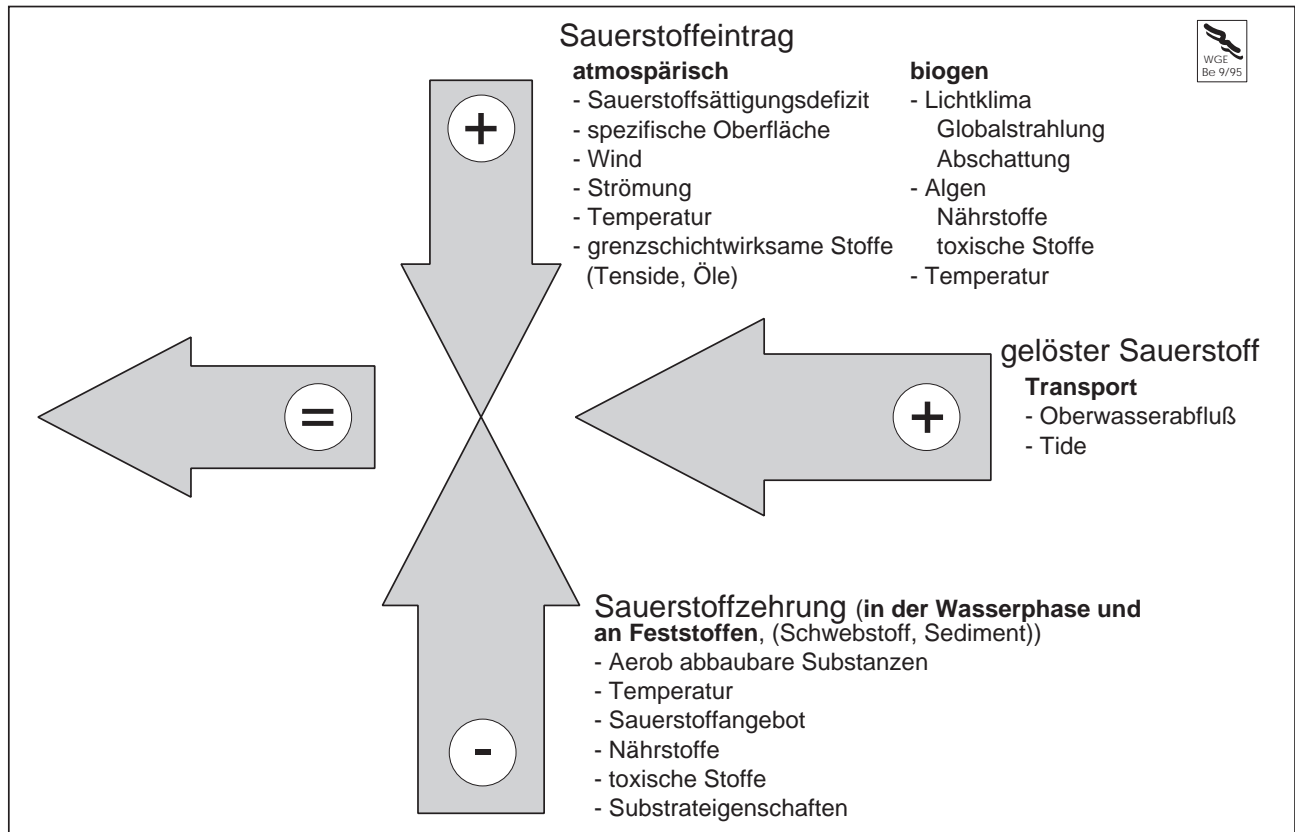 Sauerstoffeintrag
atmospärisch
- Sauerstoffsättigungsdefizit
- spezifische Oberfläche
- Wind
- Strömung
- Temperatur
- grenzschichtwirksame Stoffe
(Tenside, Öle)
biogen
- Lichtklima
Globalstrahlung
Abschattung
- Algen
Nährstoffe
toxische Stoffe
- Temperatur
WGE
Be 9/95
+
gelöster Sauerstoff
Transport
- Oberwasserabfluß
- Tide
+
=
Sauerstoffzehrung (in der Wasserphase und
an Feststoffen, (Schwebstoff, Sediment))
- Aerob abbaubare Substanzen
- Temperatur
- Sauerstoffangebot
- Nährstoffe
- toxische Stoffe
- Substrateigenschaften
-